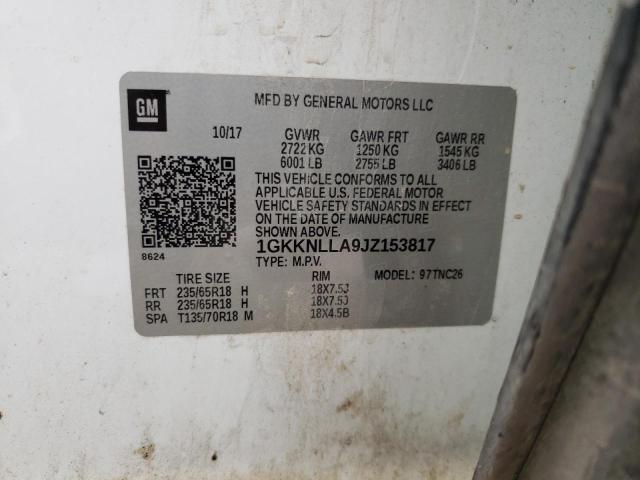 GM
MFD BY GENERAL MOTORS LLC
10/17 GVWR GAWR FRT GAWR RR
2722 KG 1250 KG 1545 KG
6001 LB 2755 LB 3406 LB
THIS VEHICLE CONFORMS TO ALL
APPLICABLE U.S. FEDERAL MOTOR
VEHICLE SAFETY STANDARDS IN EFFECT
ON THE DATE OF MANUFACTURE
SHOWN ABOVE.
8624
1GKKNLLA9JZ153817
TYPE: M.P.V. MODEL: 97TNC26
TIRE SIZE RIM
FRT 235/65R18 H 18X7.5J
RR 235/65R18 H 18X7.5J
SPA T135/70R18 M 18X4.5B